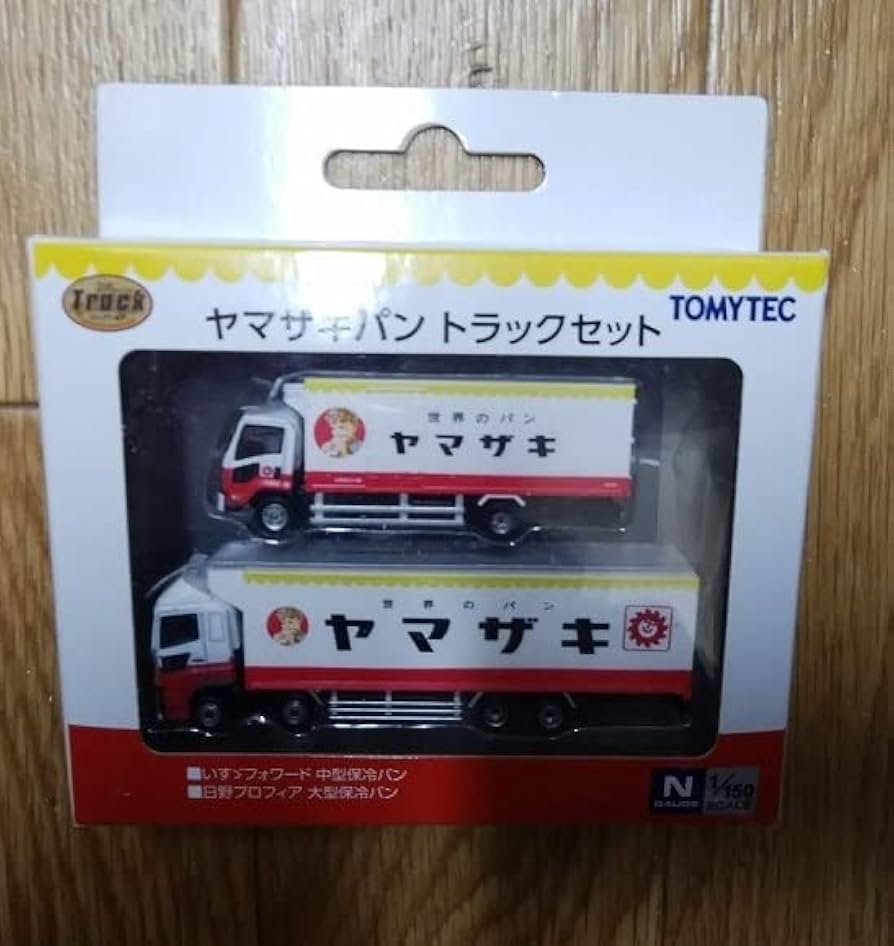 Truck
ヤマザキパン トラックセット
TOMYTEC
世界のパン
ヤマザキ
世界のパン
ヤマザキ
■いすゞフォワード 中型保冷バン
■日野プロフィア 大型保冷バン
N
GAUGE
1/150
SCALE